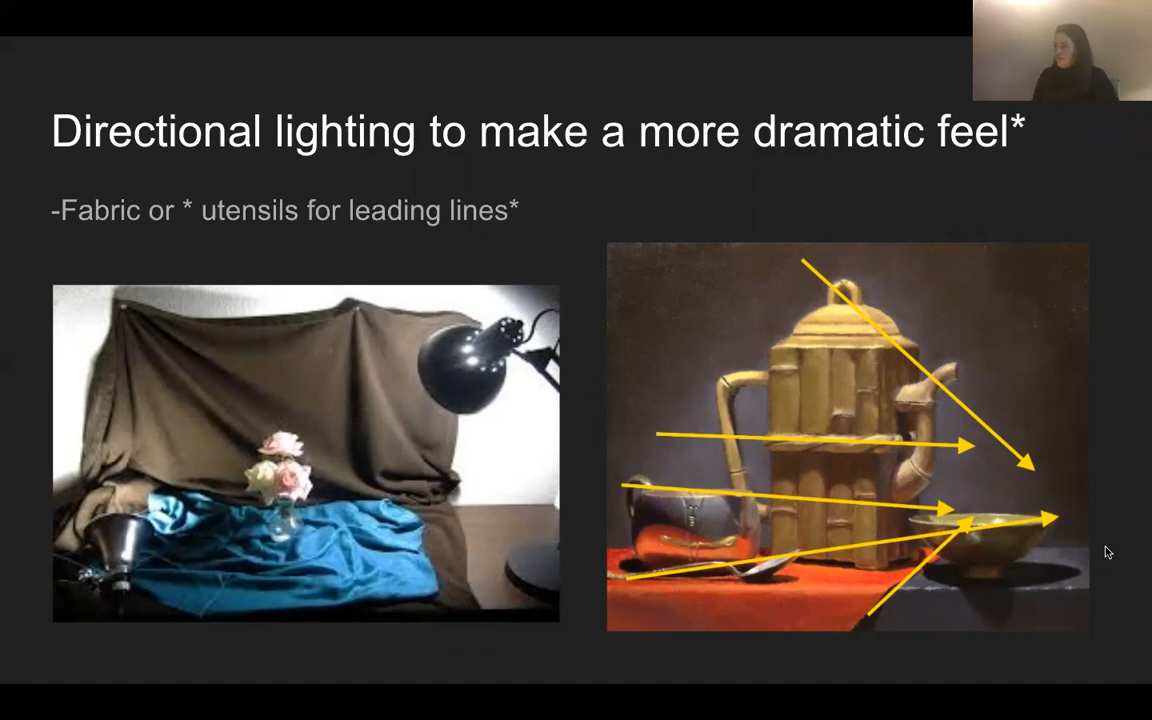 Directional lighting to make a more dramatic feel*
-Fabric or * utensils for leading lines*